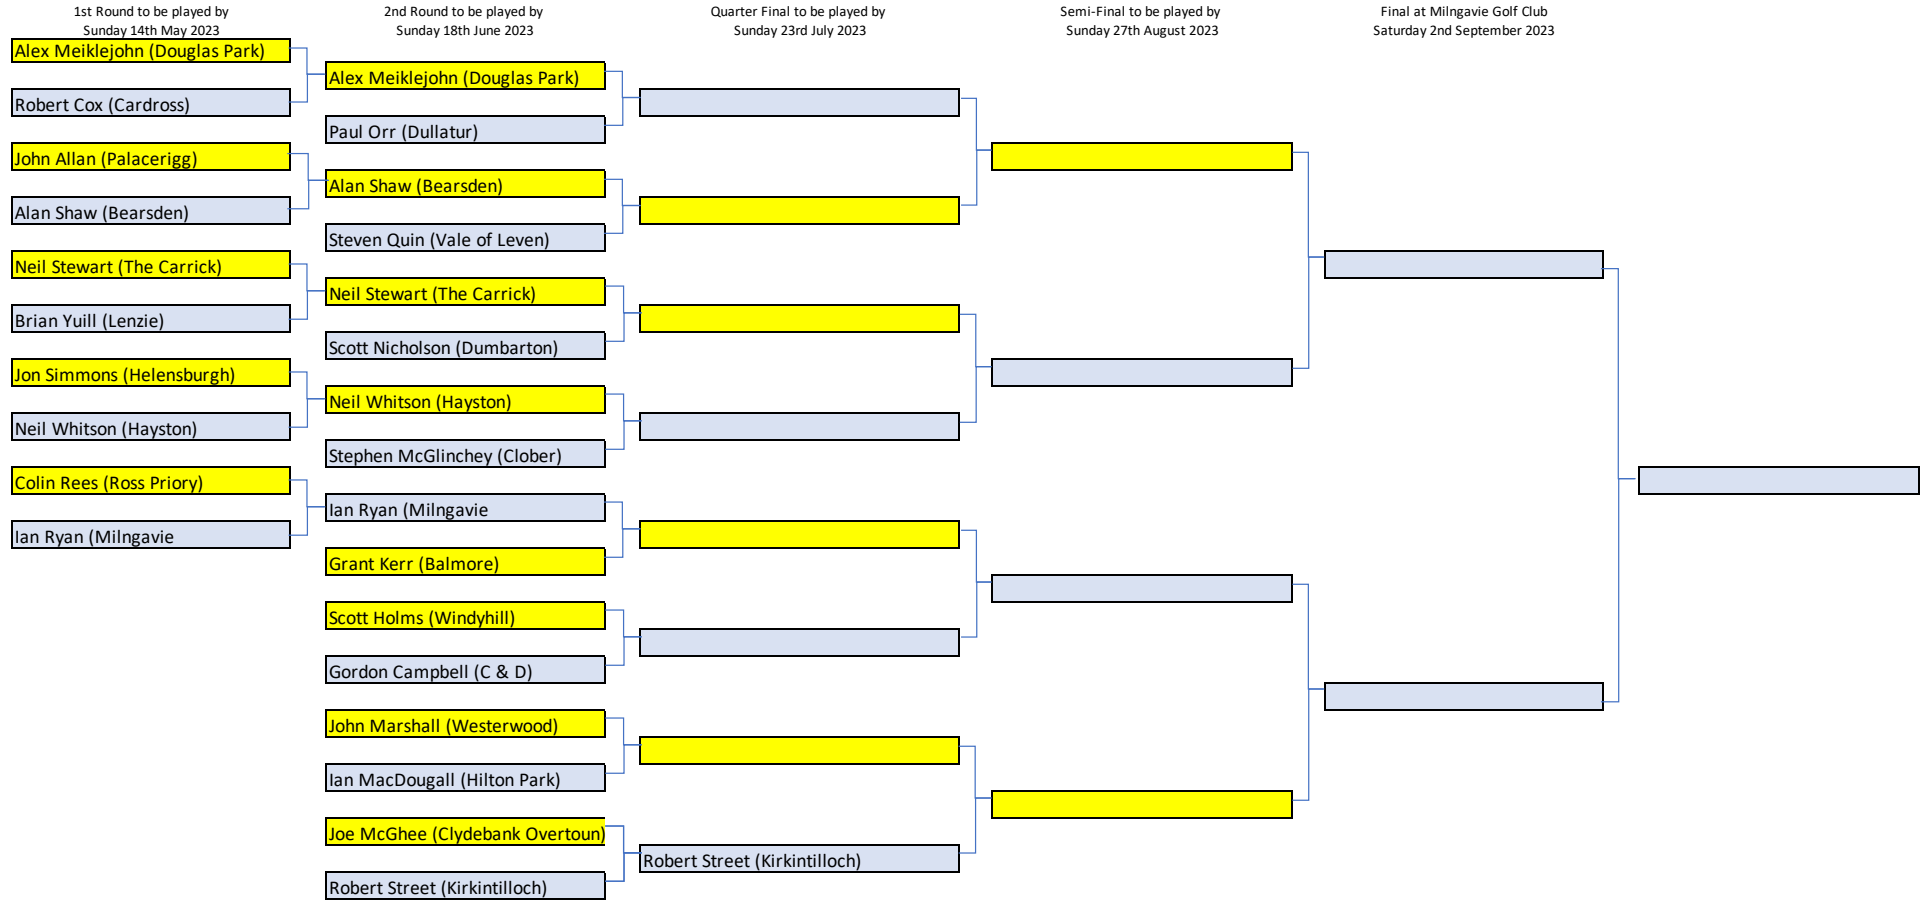 1st Round to be played by
Sunday 14th May 2023
2nd Round to be played by
Sunday 18th June 2023
Quarter Final to be played by
Sunday 23rd July 2023
Semi-Final to be played by
Sunday 27th August 2023
Final at Milngavie Golf Club
Saturday 2nd September 2023
Alex Meiklejohn (Douglas Park)
Robert Cox (Cardross)
John Allan (Palacerigg)
Alan Shaw (Bearsden)
Neil Stewart (The Carrick)
Brian Yuill (Lenzie)
Jon Simmons (Helensburgh)
Neil Whitson (Hayston)
Colin Rees (Ross Priory)
Ian Ryan (Milngavie
Alex Meiklejohn (Douglas Park)
Paul Orr (Dullatur)
Alan Shaw (Bearsden)
Steven Quin (Vale of Leven)
Neil Stewart (The Carrick)
Scott Nicholson (Dumbarton)
Neil Whitson (Hayston)
Stephen McGlinchey (Clober)
Ian Ryan (Milngavie
Grant Kerr (Balmore)
Scott Holms (Windyhill)
Gordon Campbell (C & D)
John Marshall (Westerwood)
Ian MacDougall (Hilton Park)
Joe McGhee (Clydebank Overtoun)
Robert Street (Kirkintilloch)
Robert Street (Kirkintilloch)